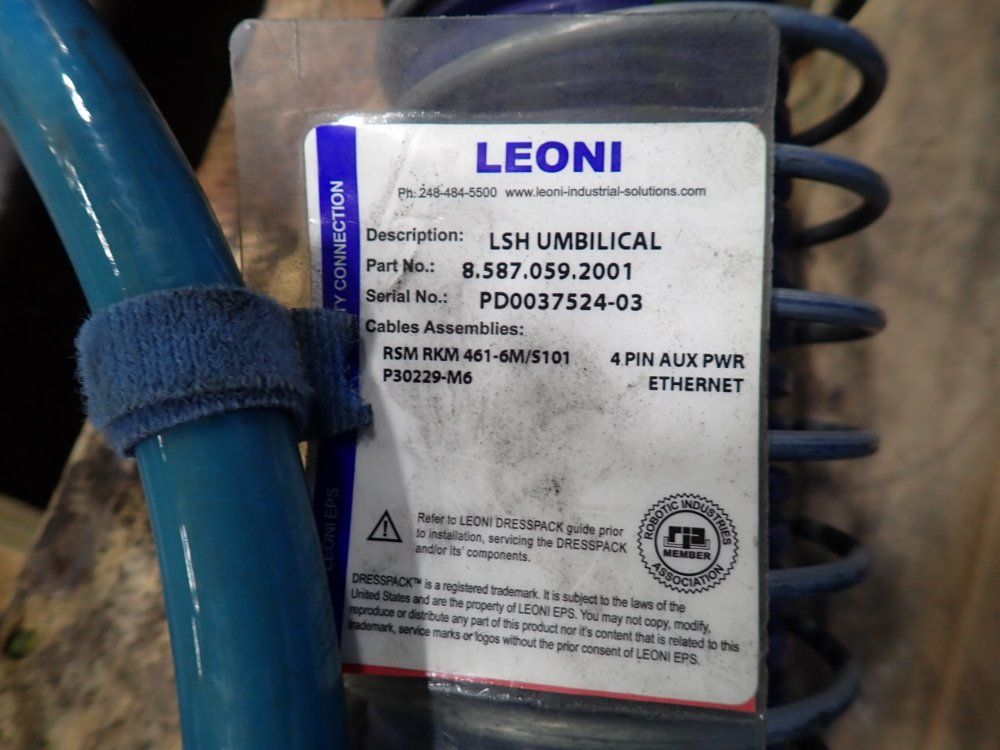 LEONI
Ph: 248-484-5500 www.leoni-industrial-solutions.com
Description: LSH UMBILICAL
Part No.: 8.587.059.2001
Serial No.: PD0037524-03
Cables Assemblies:
RSM RKM 461-6M/S101 4 PIN AUX PWR
P30229-M6 ETHERNET
Refer to LEONI DRESSPACK guide prior
to installation, servicing the DRESSPACK
and/or its' components.
ROBOTIC INDUSTRIES
ria
MEMBER
ASSOCIATION
DRESSPACK™ is a registered trademark. It is subject to the laws of the
United States and are the property of LEONI EPS. You may not copy, modify,
reproduce or distribute any part of this product nor it's content that is related to this
trademark, service marks or logos without the prior consent of LEONI EPS.
CONNECTION
LEONI EPS